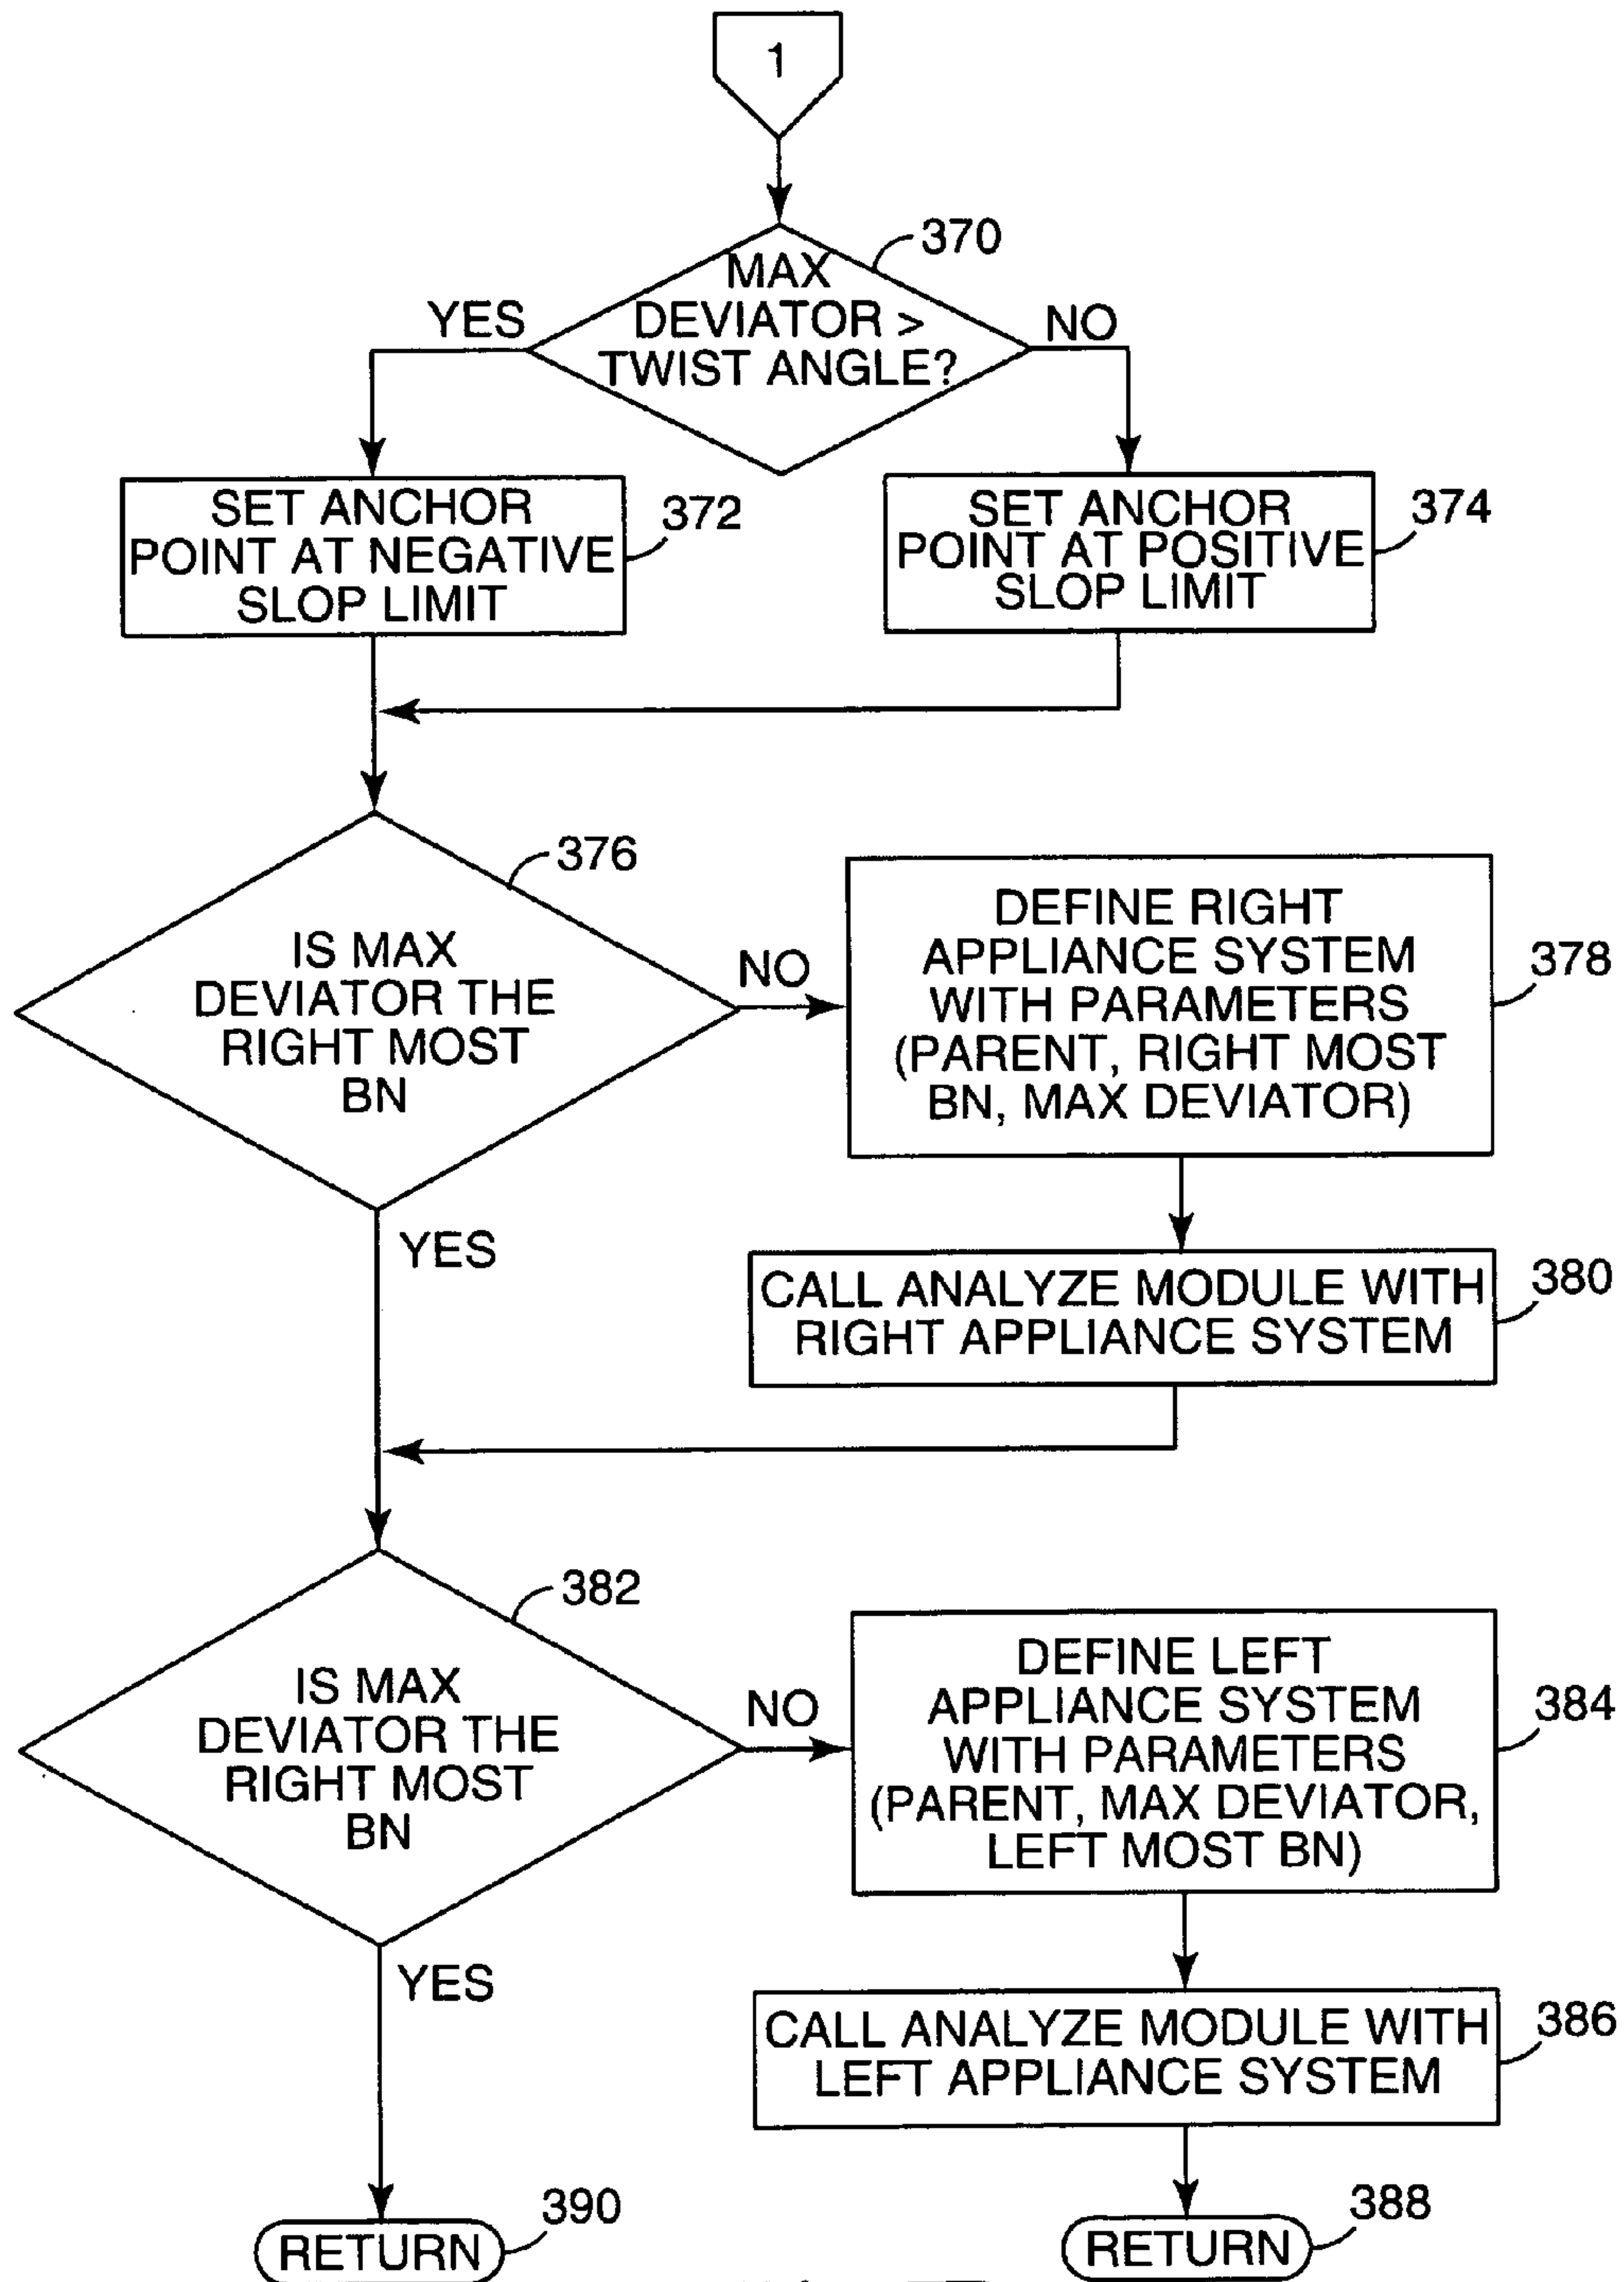 1
370
MAX
DEVIATOR >
TWIST ANGLE?
YES
NO
SET ANCHOR
POINT AT NEGATIVE
SLOP LIMIT
372
SET ANCHOR
POINT AT POSITIVE
SLOP LIMIT
374
376
IS MAX
DEVIATOR THE
RIGHT MOST
BN
NO
YES
DEFINE RIGHT
APPLIANCE SYSTEM
WITH PARAMETERS
(PARENT, RIGHT MOST
BN, MAX DEVIATOR)
378
CALL ANALYZE MODULE WITH
RIGHT APPLIANCE SYSTEM
380
382
IS MAX
DEVIATOR THE
RIGHT MOST
BN
NO
YES
DEFINE LEFT
APPLIANCE SYSTEM
WITH PARAMETERS
(PARENT, MAX DEVIATOR,
LEFT MOST BN)
384
CALL ANALYZE MODULE WITH
LEFT APPLIANCE SYSTEM
386
RETURN
390
RETURN
388